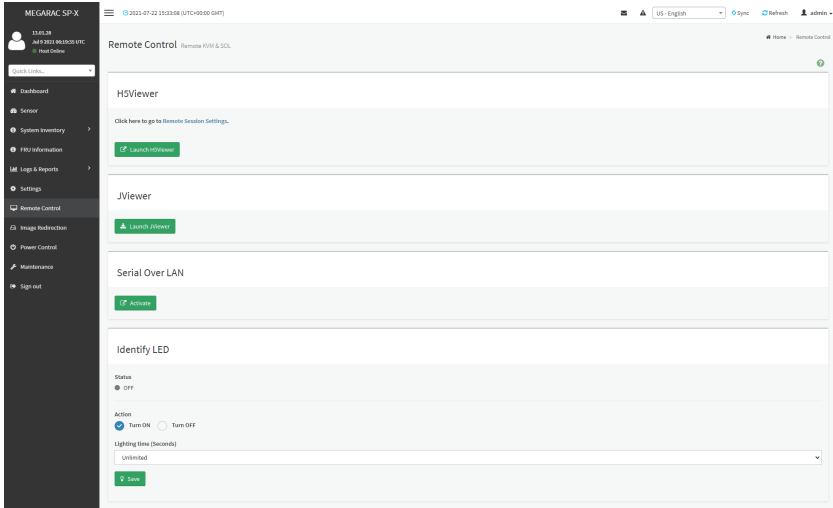 MEGARAC SP-X
2021-07-22 15:33:08 (UTC+00:00 GMT)
US - English
Sync
Refresh
admin
13.01.28
Jul 9 2021 06:19:35 UTC
Host Online
Quick Links...
Dashboard
Sensor
System Inventory
FRU Information
Logs & Reports
Settings
Remote Control
Image Redirection
Power Control
Maintenance
Sign out
Remote Control Remote KVM & SOL
Home > Remote Control
H5Viewer
Click here to go to Remote Session Settings.
Launch H5Viewer
JViewer
Launch JViewer
Serial Over LAN
Activate
Identify LED
Status
OFF
Action
Turn ON Turn OFF
Lighting time (Seconds)
Unlimited
Save